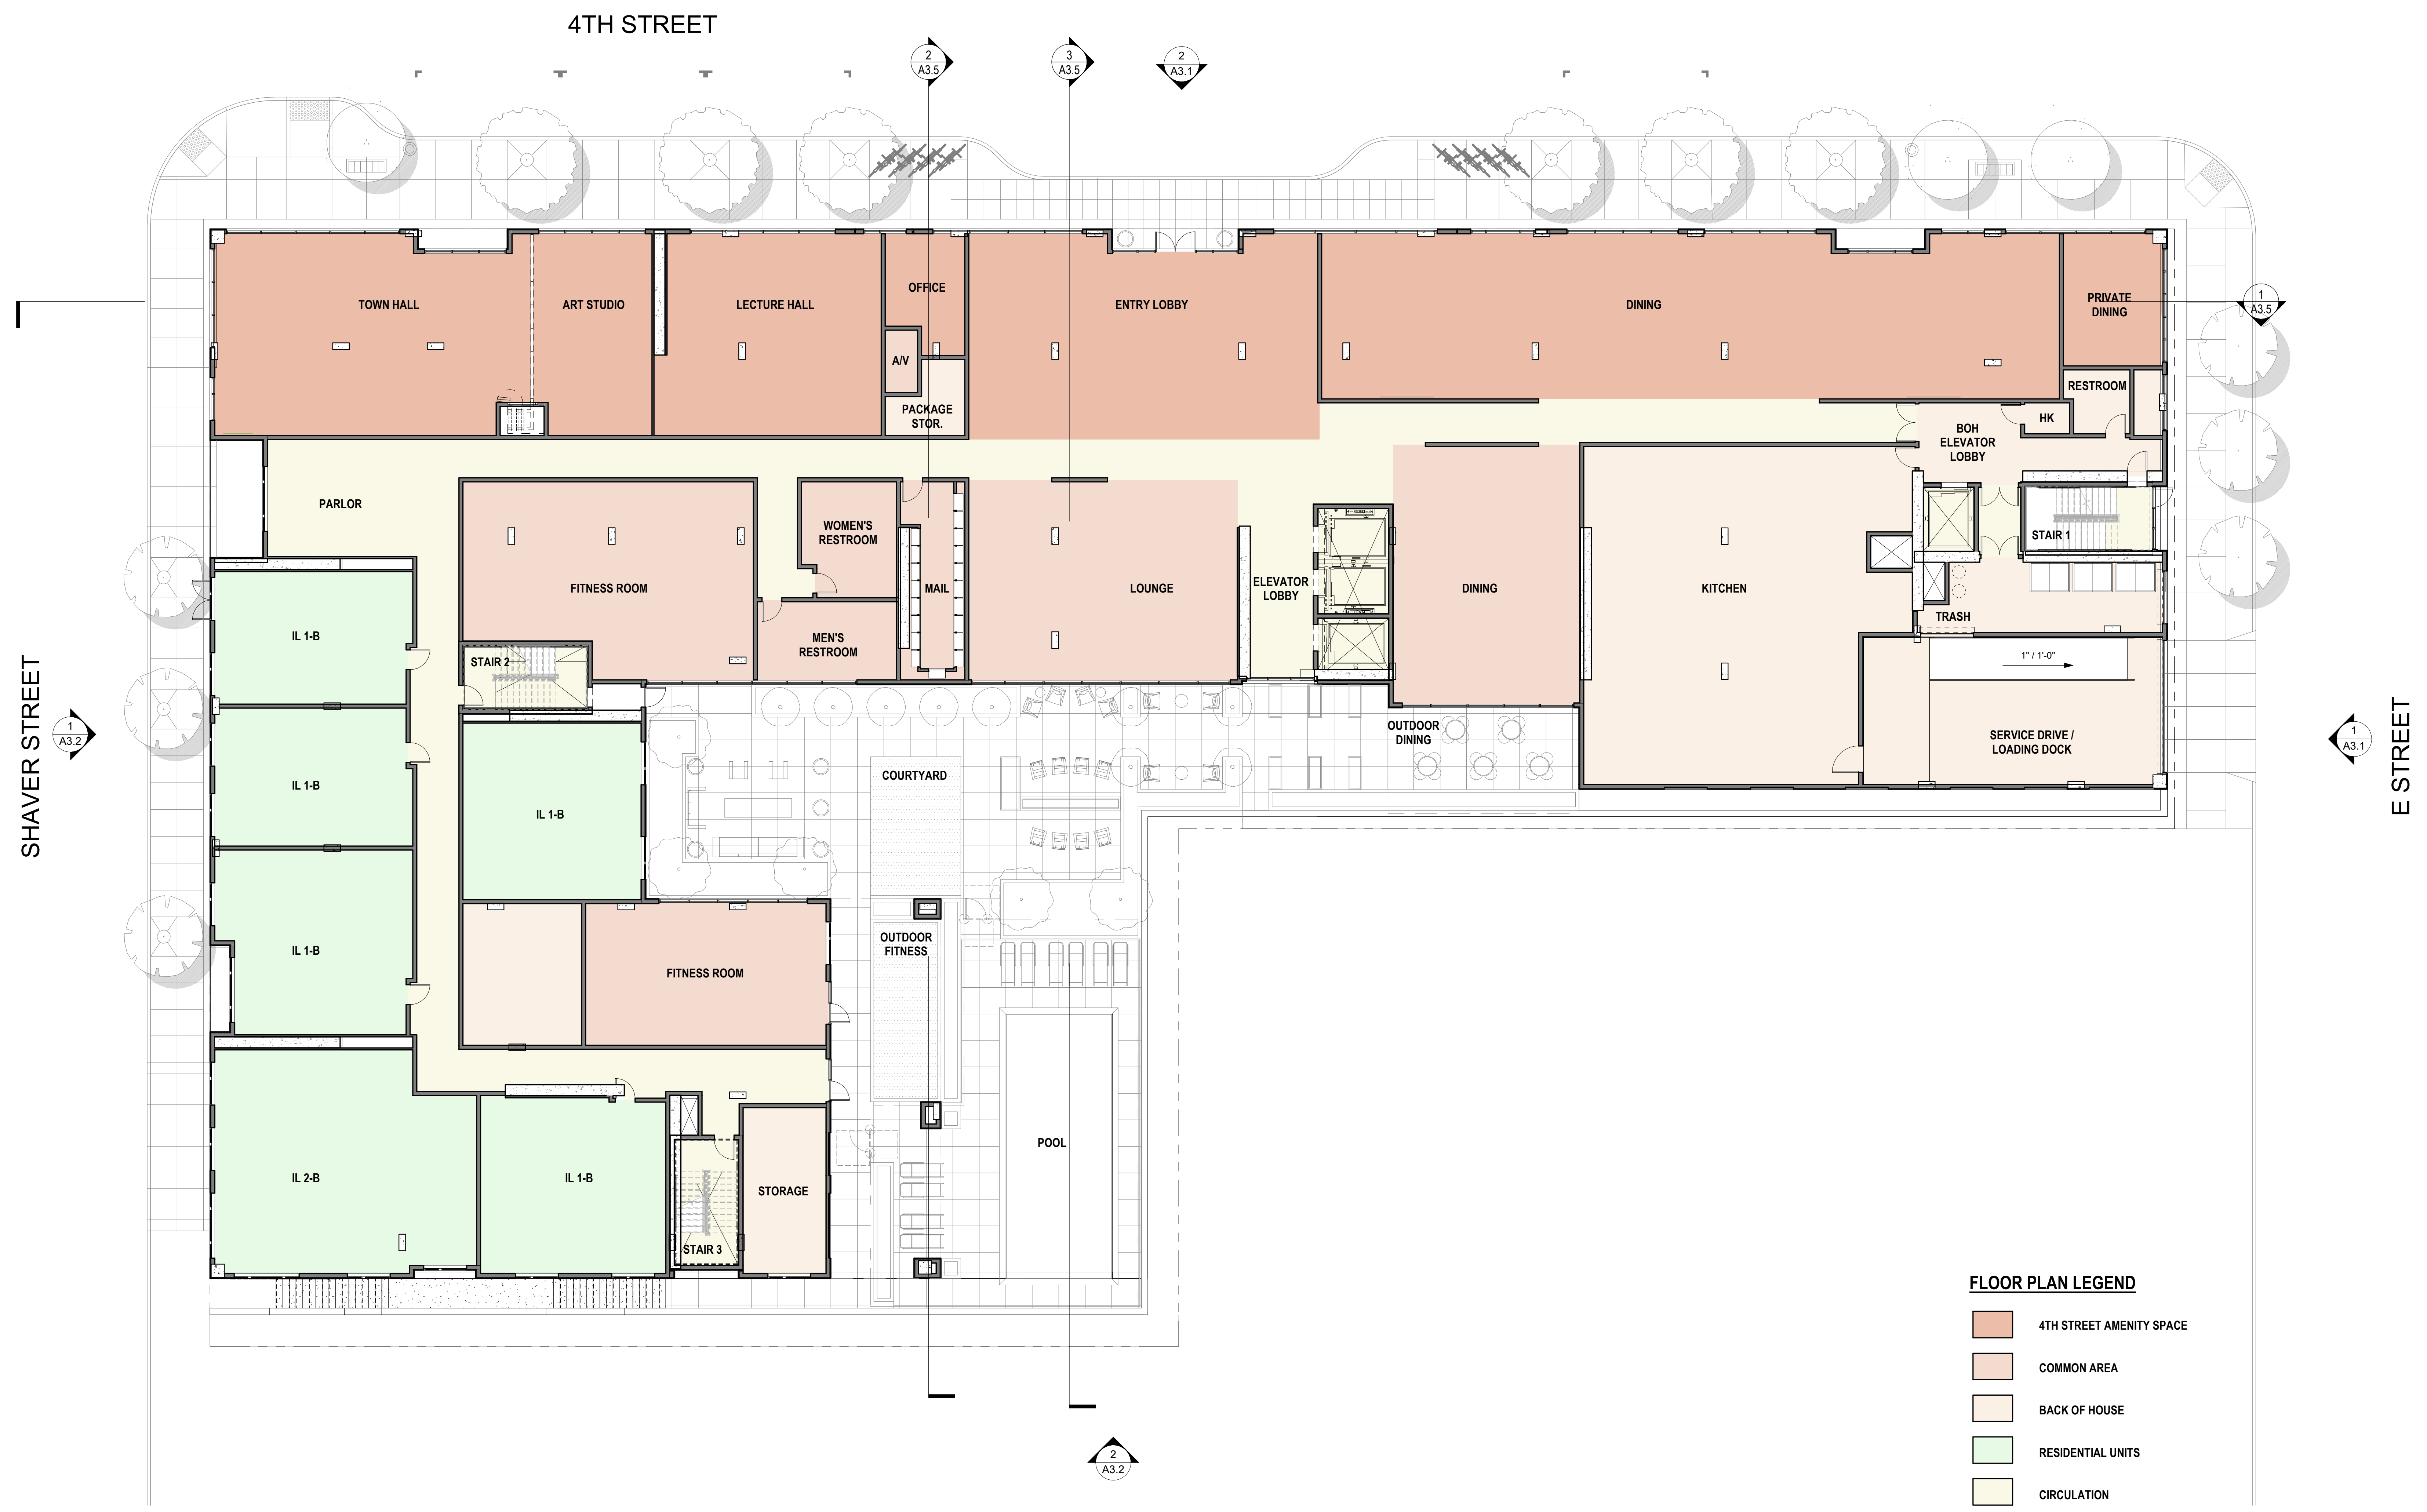 4TH STREET
2
A3.5
3
A3.5
2
A3.1
TOWN HALL
ART STUDIO
LECTURE HALL
OFFICE
ENTRY LOBBY
DINING
PRIVATE
DINING
1
A3.5
A/V
PACKAGE
STOR.
RESTROOM
HK
BOH
ELEVATOR
LOBBY
PARLOR
WOMEN'S
RESTROOM
FITNESS ROOM
MAIL
LOUNGE
ELEVATOR
LOBBY
DINING
KITCHEN
STAIR 1
TRASH
IL 1-B
MEN'S
RESTROOM
STAIR 2
1" / 1'-0"
SHAVER STREET
1
A3.2
IL 1-B
IL 1-B
COURTYARD
OUTDOOR
DINING
SERVICE DRIVE /
LOADING DOCK
1
A3.1
E STREET
IL 1-B
FITNESS ROOM
OUTDOOR
FITNESS
POOL
IL 2-B
IL 1-B
STORAGE
STAIR 3
FLOOR PLAN LEGEND
4TH STREET AMENITY SPACE
COMMON AREA
BACK OF HOUSE
RESIDENTIAL UNITS
CIRCULATION
2
A3.2